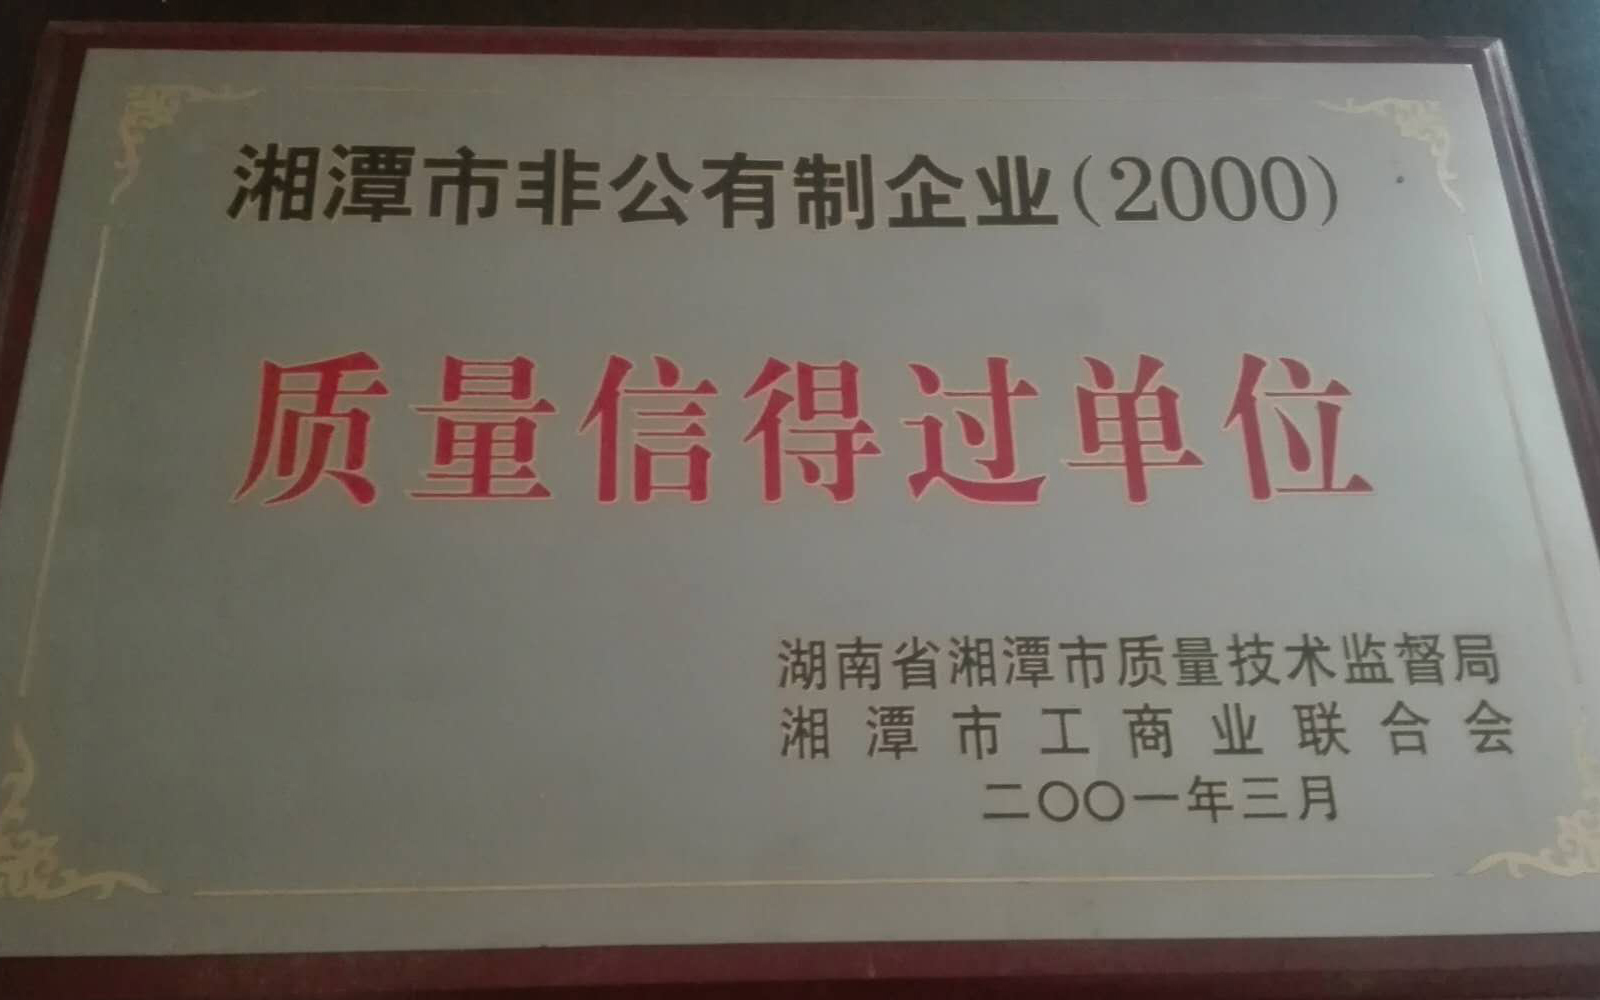 湘潭市非公有制企业(2000)
质量信得过单位
湖南省湘潭市质量技术监督局
湘潭市工商业联合会
二〇〇一年三月